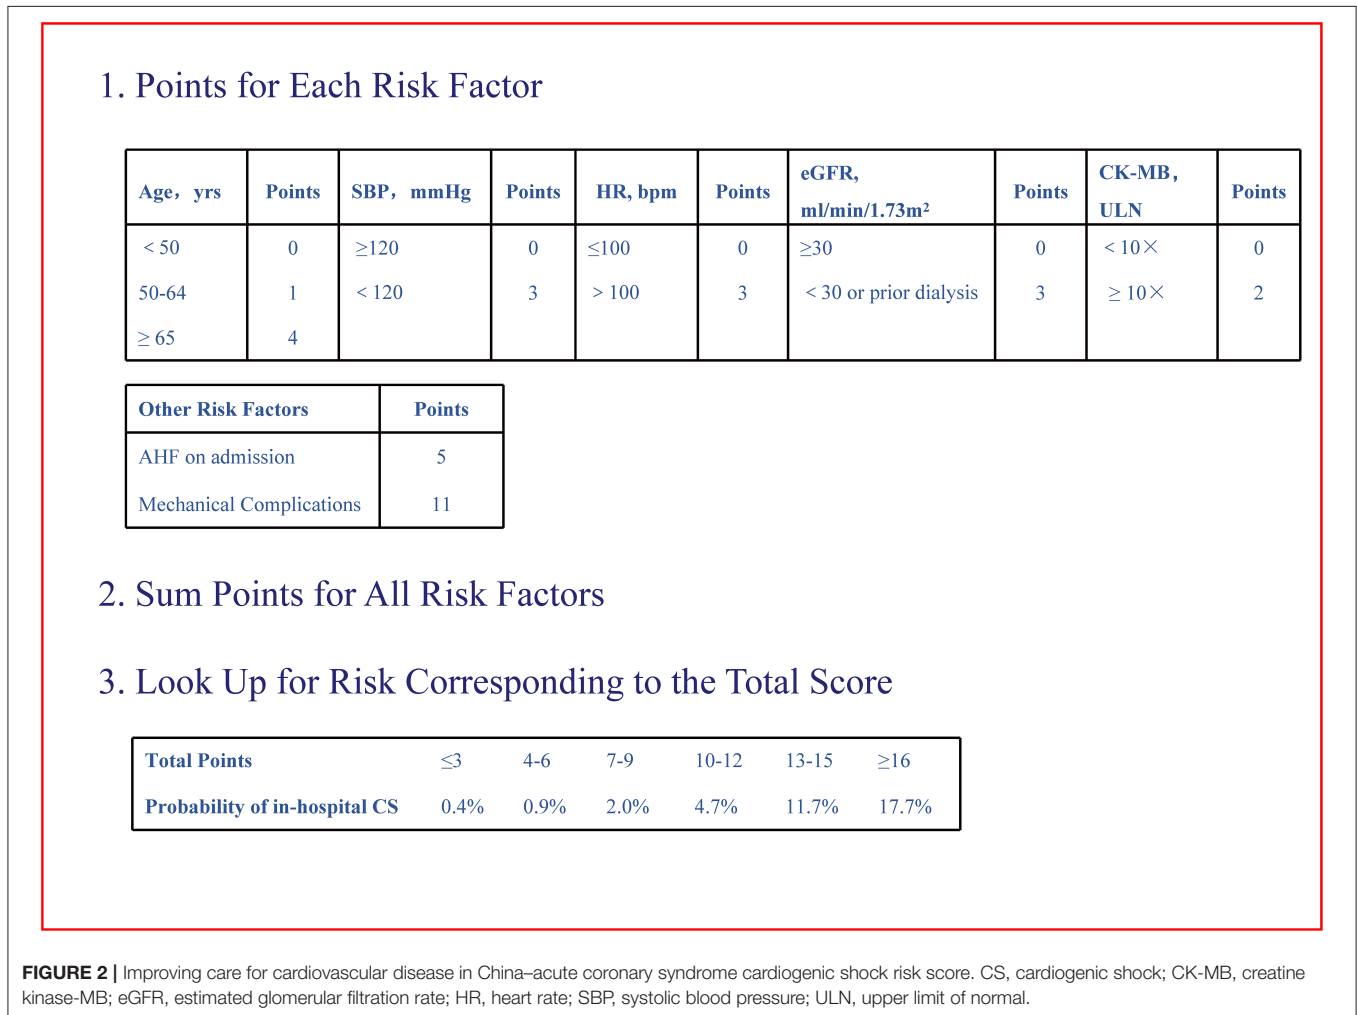 1. Points for Each Risk Factor
Age, yrs Points SBP, mmHg Points HR, bpm Points eGFR, ml/min/1.73m² Points CK-MB, ULN Points
< 50 0 ≥120 0 ≤100 0 ≥30 0 < 10× 0
50-64 1 < 120 3 > 100 3 < 30 or prior dialysis 3 ≥ 10× 2
≥ 65 4
Other Risk Factors Points
AHF on admission 5
Mechanical Complications 11
2. Sum Points for All Risk Factors
3. Look Up for Risk Corresponding to the Total Score
Total Points ≤3 4-6 7-9 10-12 13-15 ≥16
Probability of in-hospital CS 0.4% 0.9% 2.0% 4.7% 11.7% 17.7%
FIGURE 2 | Improving care for cardiovascular disease in China–acute coronary syndrome cardiogenic shock risk score. CS, cardiogenic shock; CK-MB, creatine
kinase-MB; eGFR, estimated glomerular filtration rate; HR, heart rate; SBP, systolic blood pressure; ULN, upper limit of normal.